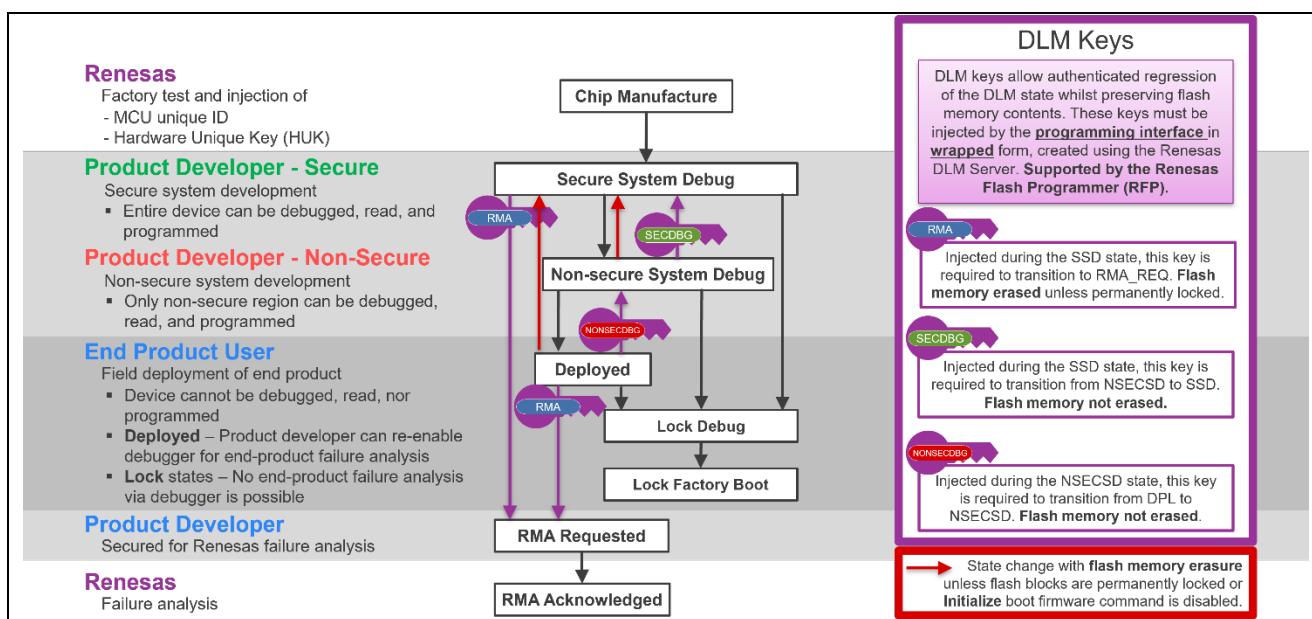 Renesas
Factory test and injection of
- MCU unique ID
- Hardware Unique Key (HUK)
Product Developer - Secure
Secure system development
▪ Entire device can be debugged, read, and
programmed
Product Developer - Non-Secure
Non-secure system development
▪ Only non-secure region can be debugged,
read, and programmed
End Product User
Field deployment of end product
▪ Device cannot be debugged, read, nor
programmed
▪ Deployed – Product developer can re-enable
debugger for end-product failure analysis
▪ Lock states – No end-product failure analysis
via debugger is possible
Product Developer
Secured for Renesas failure analysis
Renesas
Failure analysis
Chip Manufacture
Secure System Debug
RMA
SECDBG
Non-secure System Debug
NONSECDBG
Deployed
RMA
Lock Debug
Lock Factory Boot
RMA Requested
RMA Acknowledged
DLM Keys
DLM keys allow authenticated regression
of the DLM state whilst preserving flash
memory contents. These keys must be
injected by the programming interface in
wrapped form, created using the Renesas
DLM Server. Supported by the Renesas
Flash Programmer (RFP).
RMA
Injected during the SSD state, this key is
required to transition to RMA_REQ. Flash
memory erased unless permanently locked.
SECDBG
Injected during the SSD state, this key is
required to transition from NSECSD to SSD.
Flash memory not erased.
NONSECDBG
Injected during the NSECSD state, this key
is required to transition from DPL to
NSECSD. Flash memory not erased.
State change with flash memory erasure
unless flash blocks are permanently locked or
Initialize boot firmware command is disabled.